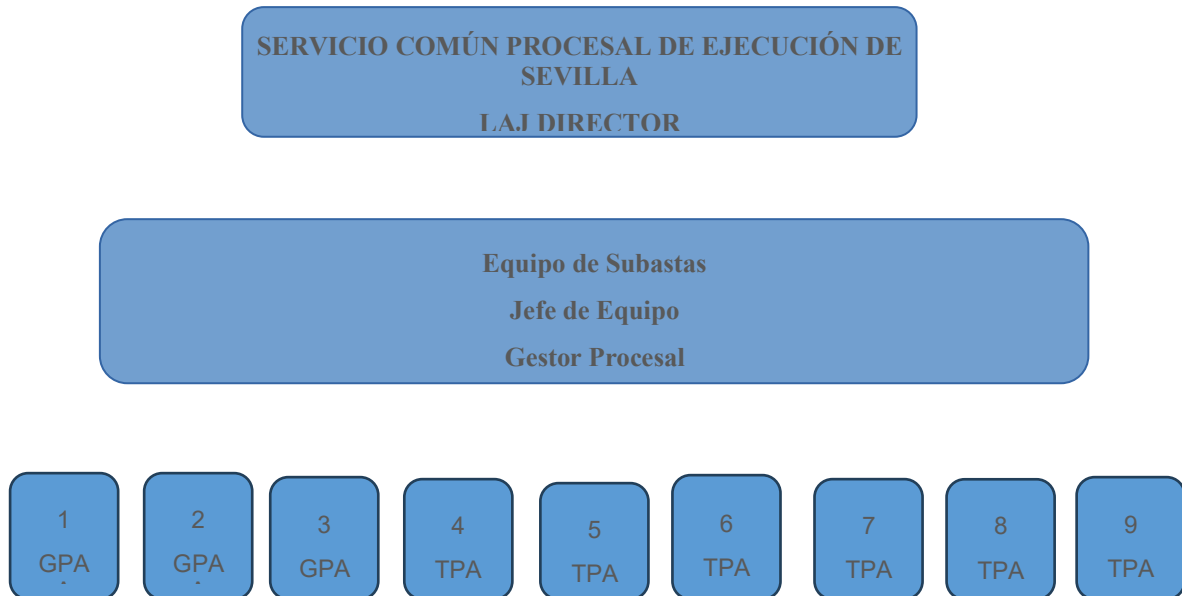 SERVICIO COMÚN PROCESAL DE EJECUCIÓN DE
SEVILLA
LAJ DIRECTOR
Equipo de Subastas
Jefe de Equipo
Gestor Procesal
1
GPA
2
GPA
3
GPA
4
TPA
5
TPA
6
TPA
7
TPA
8
TPA
9
TPA